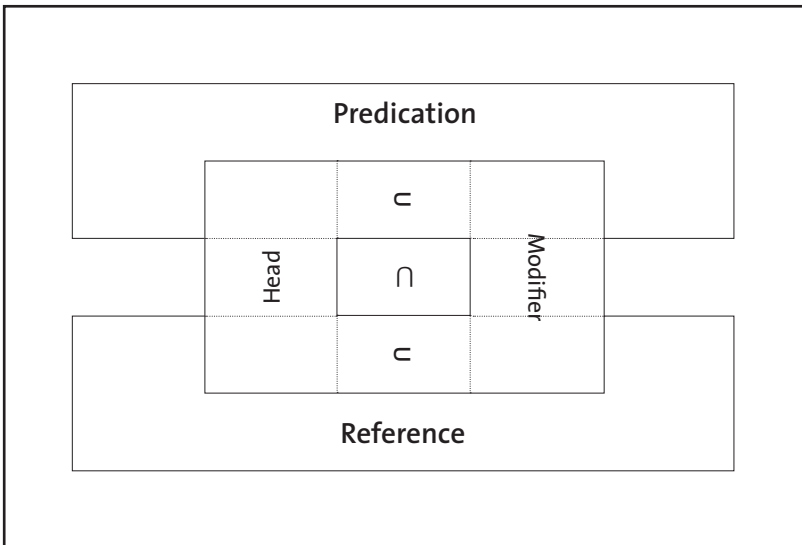 Predication
⊂
Head
∩
Modifier
⊂
Reference